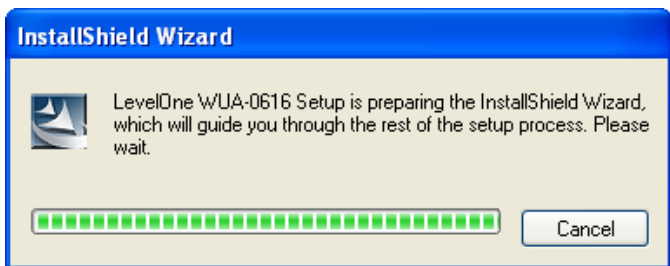 InstallShield Wizard
LevelOne WUA-0616 Setup is preparing the InstallShield Wizard,
which will guide you through the rest of the setup process. Please
wait.
Cancel